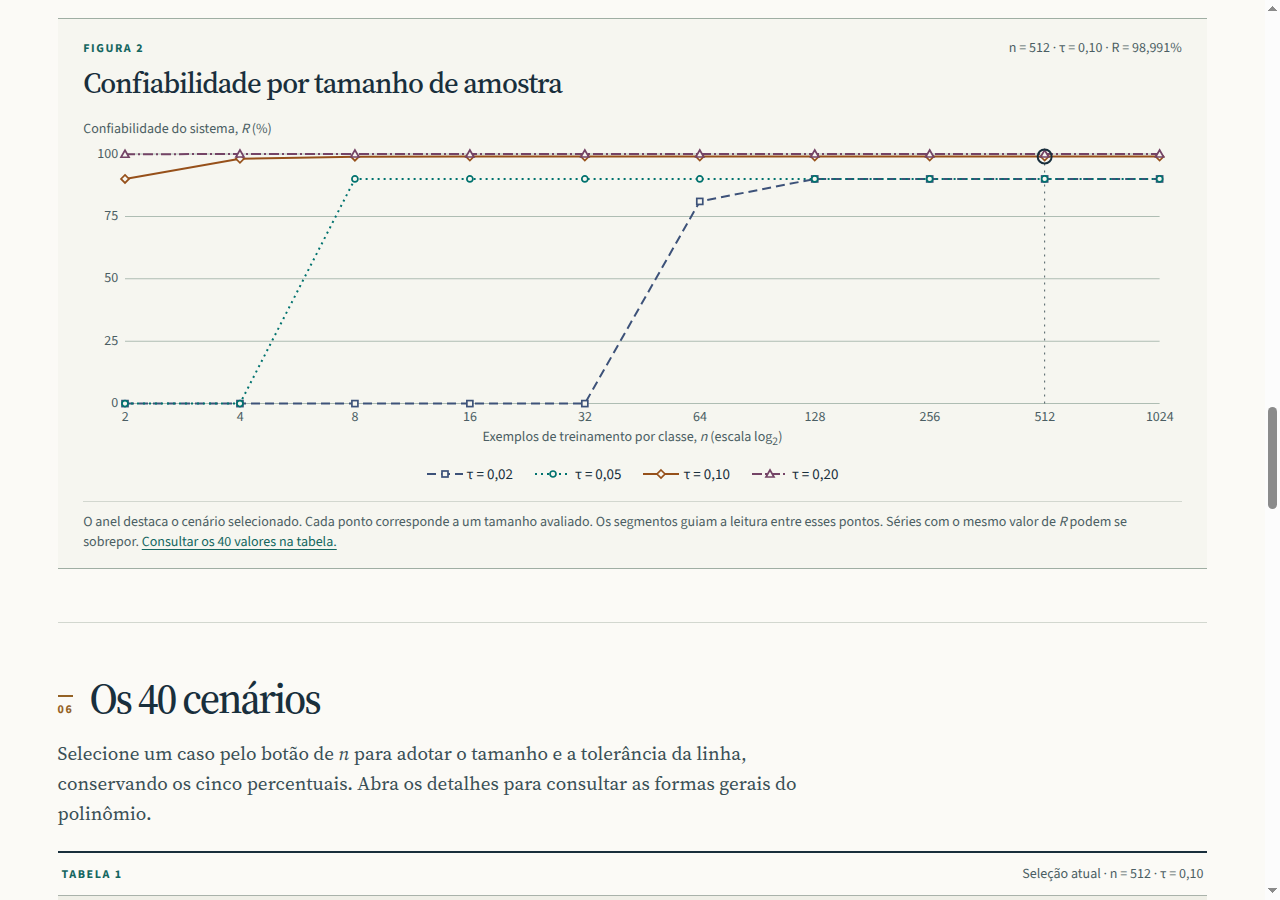 FIGURA 2
n = 512 · τ = 0,10 · R = 98,991%
Confiabilidade por tamanho de amostra
Confiabilidade do sistema, R (%)
100
75
50
25
0
2 4 8 16 32 64 128 256 512 1024
Exemplos de treinamento por classe, n (escala log₂)
τ = 0,02 τ = 0,05 τ = 0,10 τ = 0,20
O anel destaca o cenário selecionado. Cada ponto corresponde a um tamanho avaliado. Os segmentos guiam a leitura entre esses pontos. Séries com o mesmo valor de R podem se
sobrepor. Consultar os 40 valores na tabela.
06 Os 40 cenários
Selecione um caso pelo botão de n para adotar o tamanho e a tolerância da linha,
conservando os cinco percentuais. Abra os detalhes para consultar as formas gerais do
polinômio.
TABELA 1
Seleção atual · n = 512 · τ = 0,10